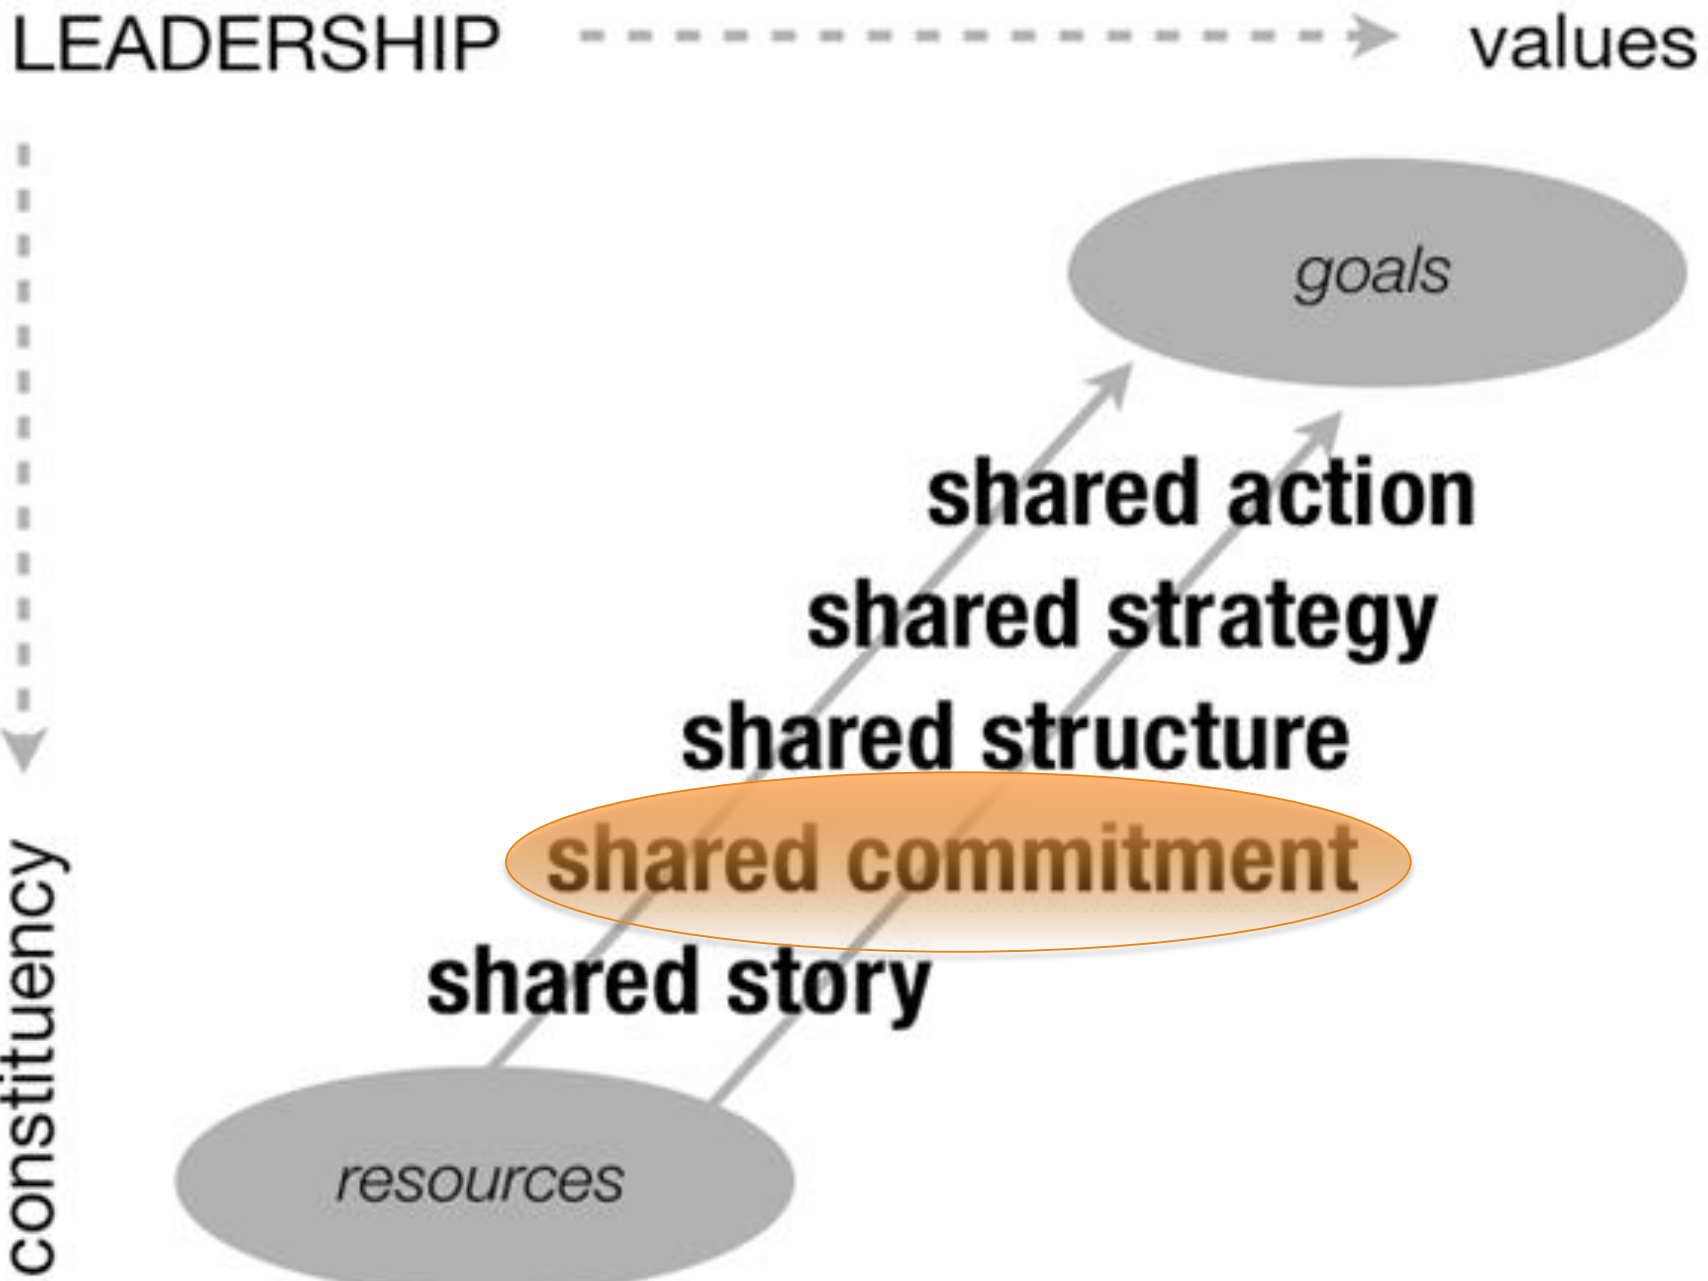 LEADERSHIP
values
goals
shared action
shared strategy
shared structure
shared commitment
shared story
resources
constituency